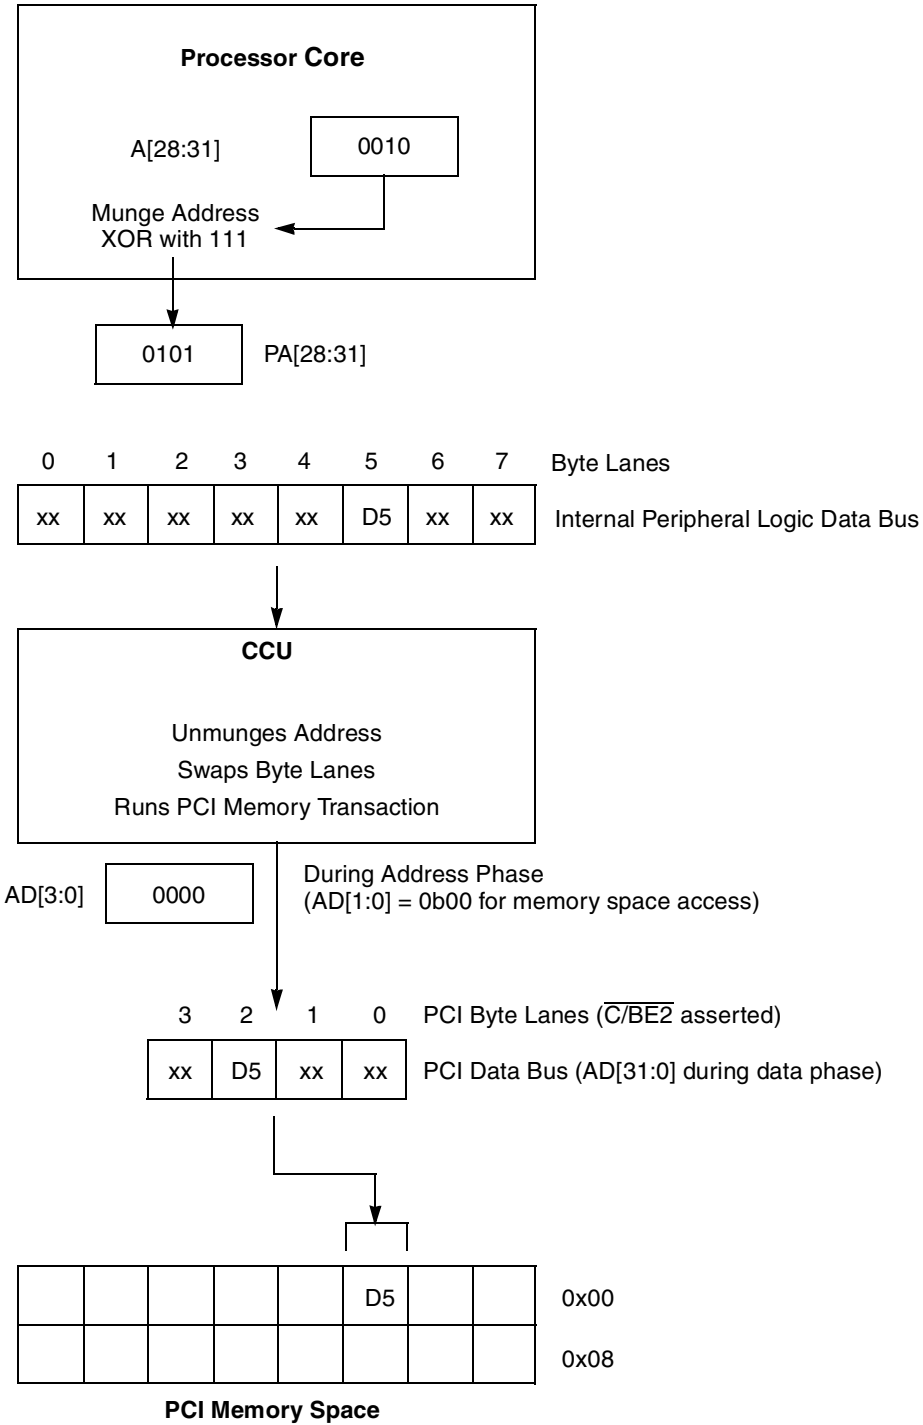 Processor Core
A[28:31] 0010
Munge Address
XOR with 111
0101 PA[28:31]
0 1 2 3 4 5 6 7 Byte Lanes
xx xx xx xx xx D5 xx xx Internal Peripheral Logic Data Bus
CCU
Unmunges Address
Swaps Byte Lanes
Runs PCI Memory Transaction
AD[3:0] 0000 During Address Phase
(AD[1:0] = 0b00 for memory space access)
3 2 1 0 PCI Byte Lanes (C/BE2 asserted)
xx D5 xx xx PCI Data Bus (AD[31:0] during data phase)
D5 0x00
0x08
PCI Memory Space